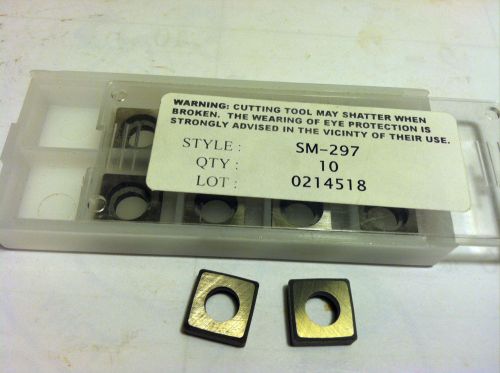 WARNING: CUTTING TOOL MAY SHATTER WHEN
BROKEN. THE WEARING OF EYE PROTECTION IS
STRONGLY ADVISED IN THE VICINTY OF THEIR USE.
STYLE : SM-297
QTY : 10
LOT : 0214518